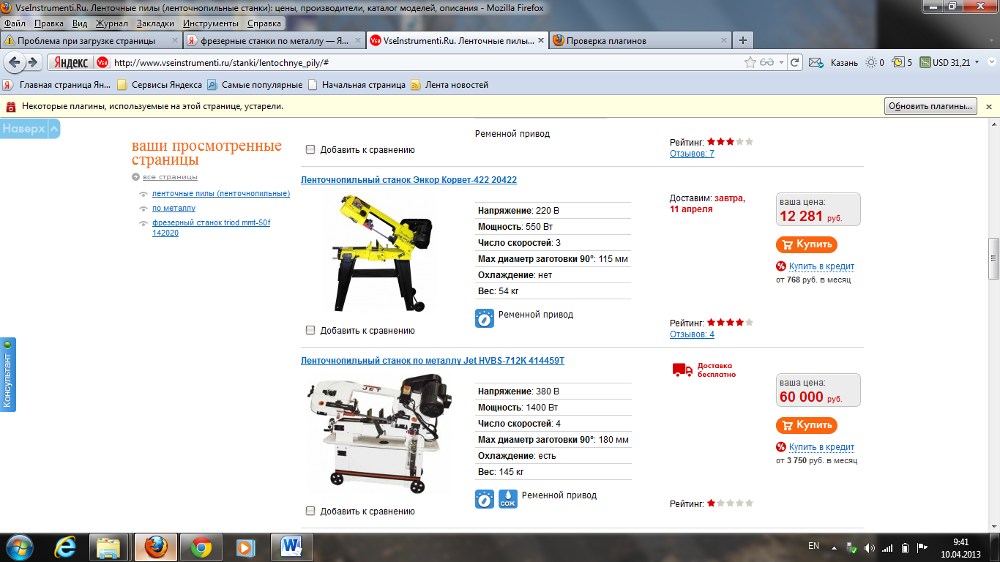 VseInstrumenti.Ru. Ленточные пилы (ленточнопильные станки): цены, производители, каталог моделей, описания - Mozilla Firefox
Файл Правка Вид Журнал Закладки Инструменты Справка
Проблема при загрузке страницы
фрезерные станки по металлу — Я...
VseInstrumenti.Ru. Ленточные пилы...
Проверка плагинов
Яндекс Vse http://www.vseinstrumenti.ru/stanki/lentochnye_pily/# Казань 0 5 USD 31,21
Главная страница Ян... Сервисы Яндекса Самые популярные Начальная страница Лента новостей
Некоторые плагины, используемые на этой странице, устарели. Обновить плагины...
Наверх
ваши просмотренные
страницы
все страницы
ленточные пилы (ленточнопильные)
по металлу
фрезерный станок triod mmt-50f
142020
Консультант
Ременной привод
Добавить к сравнению
Рейтинг:
Отзывов: 7
Ленточнопильный станок Энкор Корвет-422 20422
Напряжение: 220 В
Мощность: 550 Вт
Число скоростей: 3
Max диаметр заготовки 90°: 115 мм
Охлаждение: нет
Вес: 54 кг
Ременной привод
Добавить к сравнению
Доставим: завтра,
11 апреля
Рейтинг:
Отзывов: 4
ваша цена:
12 281 руб.
Купить
% Купить в кредит
от 768 руб. в месяц
Ленточнопильный станок по металлу Jet HVBS-712K 414459T
JET
Напряжение: 380 В
Мощность: 1400 Вт
Число скоростей: 4
Max диаметр заготовки 90°: 180 мм
Охлаждение: есть
Вес: 145 кг
СОЖ Ременной привод
Добавить к сравнению
Доставка
бесплатно
Рейтинг:
ваша цена:
60 000 руб.
Купить
% Купить в кредит
от 3 750 руб. в месяц
EN
9:41
10.04.2013